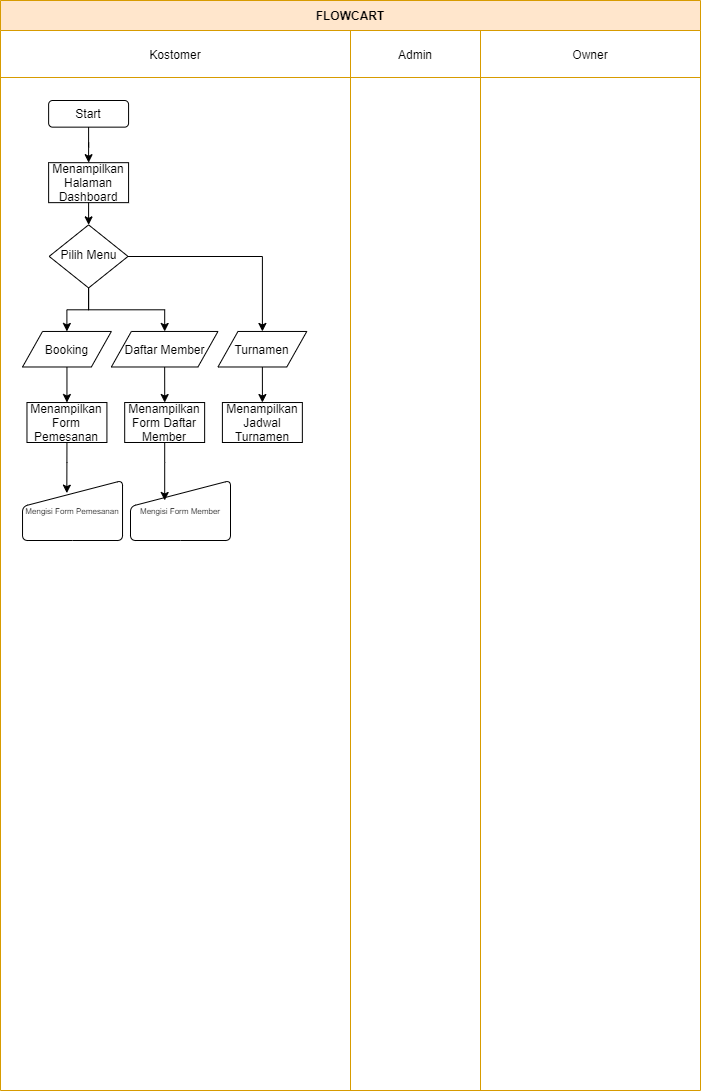 FLOWCART
Kostomer
Admin
Owner
Start
Menampilkan
Halaman
Dashboard
Pilih Menu
Booking
Daftar Member
Turnamen
Menampilkan
Form
Pemesanan
Menampilkan
Form Daftar
Member
Menampilkan
Jadwal
Turnamen
Mengisi Form Pemesanan
Mengisi Form Member